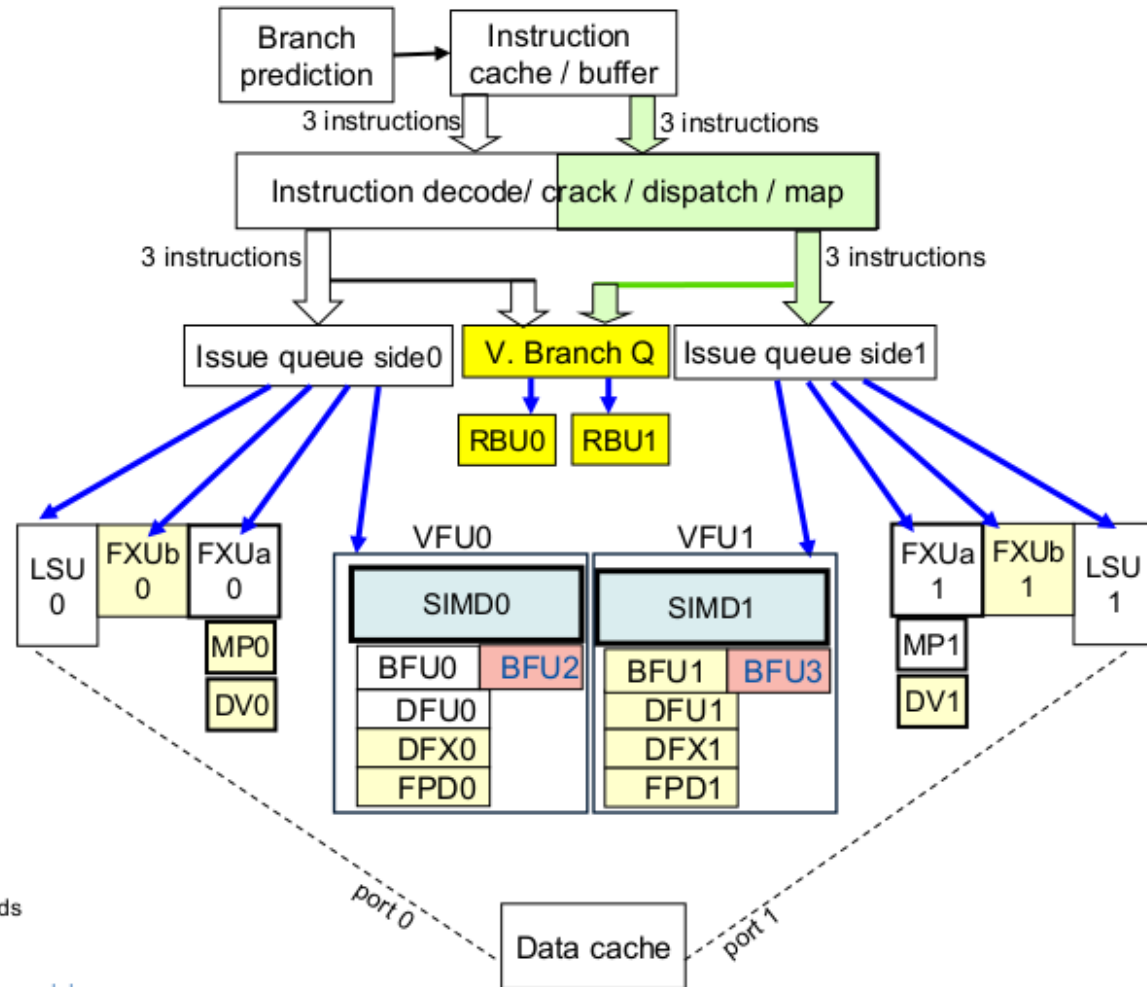 Branch
prediction
Instruction
cache / buffer
3 instructions
3 instructions
Instruction decode/ crack / dispatch / map
3 instructions
3 instructions
Issue queue side0
V. Branch Q
Issue queue side1
RBU0
RBU1
LSU
0
FXUb
0
FXUa
0
MP0
DV0
VFU0
SIMD0
BFU0
BFU2
DFU0
DFX0
FPD0
VFU1
SIMD1
BFU1
BFU3
DFU1
DFX1
FPD1
FXUa
1
FXUb
1
LSU
1
MP1
DV1
port 0
port 1
ds
Data cache